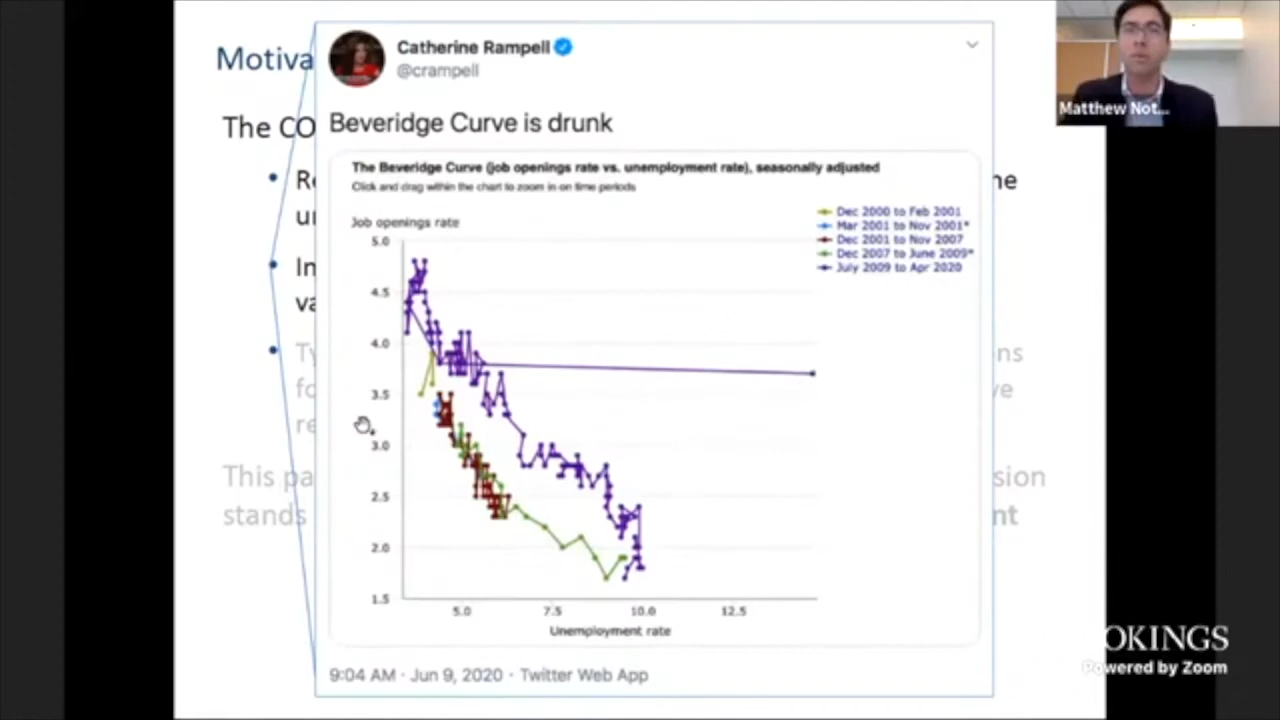 Motiva
Catherine Rampell
@crampell
The CO
Beveridge Curve is drunk
The Beveridge Curve (job openings rate vs. unemployment rate), seasonally adjusted
Click and drag within the chart to zoom in on time periods
Job openings rate
Dec 2000 to Feb 2001
Mar 2001 to Nov 2001*
Dec 2001 to Nov 2007
Dec 2007 to June 2009*
July 2009 to Apr 2020
5.0
4.5
4.0
3.5
3.0
2.5
2.0
1.5
5.0 7.5 10.0 12.5
Unemployment rate
9:04 AM · Jun 9, 2020 · Twitter Web App
• Re ne
un
• In
va
• Ty ns
fo ve
re
This pa sion
stands nt
Matthew Not...
OKINGS
Powered by Zoom